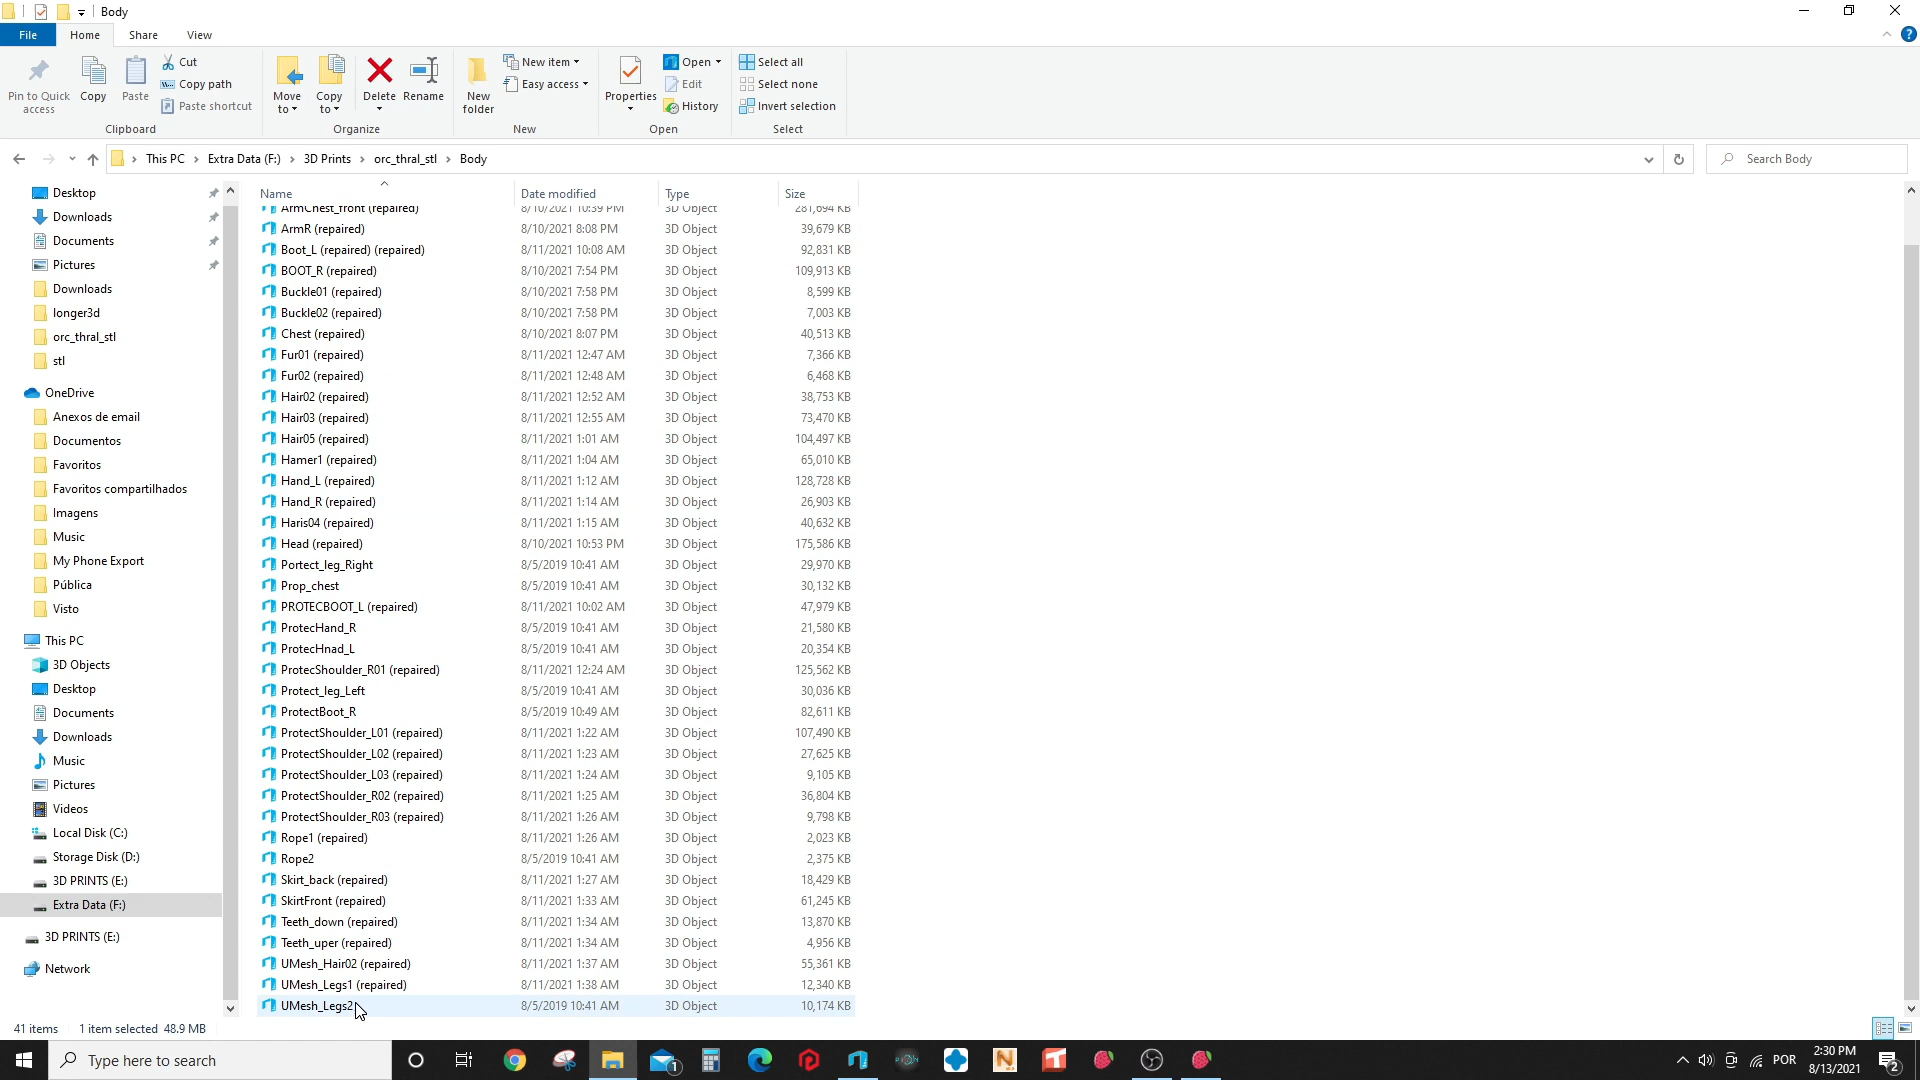 Body
File Home Share View
Pin to Quick access
Copy
Paste
Cut
Copy path
Paste shortcut
Clipboard
Move to
Copy to
Delete
Rename
Organize
New folder
New item
Easy access
New
Properties
Open
Edit
History
Open
Select all
Select none
Invert selection
Select
This PC Extra Data (F:) 3D Prints orc_thral_stl Body
Search Body
Desktop
Downloads
Documents
Pictures
Downloads
longer3d
orc_thral_stl
stl
OneDrive
Anexos de email
Documentos
Favoritos
Favoritos compartilhados
Imagens
Music
My Phone Export
Pública
Visto
This PC
3D Objects
Desktop
Documents
Downloads
Music
Pictures
Videos
Local Disk (C:)
Storage Disk (D:)
3D PRINTS (E:)
Extra Data (F:)
3D PRINTS (E:)
Network
Name Date modified Type Size
ArmChest_front (repaired) 8/10/2021 10:39 PM 3D Object 281,694 KB
ArmR (repaired) 8/10/2021 8:08 PM 3D Object 39,679 KB
Boot_L (repaired) (repaired) 8/11/2021 10:08 AM 3D Object 92,831 KB
BOOT_R (repaired) 8/10/2021 7:54 PM 3D Object 109,913 KB
Buckle01 (repaired) 8/10/2021 7:58 PM 3D Object 8,599 KB
Buckle02 (repaired) 8/10/2021 7:58 PM 3D Object 7,003 KB
Chest (repaired) 8/10/2021 8:07 PM 3D Object 40,513 KB
Fur01 (repaired) 8/11/2021 12:47 AM 3D Object 7,366 KB
Fur02 (repaired) 8/11/2021 12:48 AM 3D Object 6,468 KB
Hair02 (repaired) 8/11/2021 12:52 AM 3D Object 38,753 KB
Hair03 (repaired) 8/11/2021 12:55 AM 3D Object 73,470 KB
Hair05 (repaired) 8/11/2021 1:01 AM 3D Object 104,497 KB
Hamer1 (repaired) 8/11/2021 1:04 AM 3D Object 65,010 KB
Hand_L (repaired) 8/11/2021 1:12 AM 3D Object 128,728 KB
Hand_R (repaired) 8/11/2021 1:14 AM 3D Object 26,903 KB
Haris04 (repaired) 8/11/2021 1:15 AM 3D Object 40,632 KB
Head (repaired) 8/10/2021 10:53 PM 3D Object 175,586 KB
Portect_leg_Right 8/5/2019 10:41 AM 3D Object 29,970 KB
Prop_chest 8/5/2019 10:41 AM 3D Object 30,132 KB
PROTECBOOT_L (repaired) 8/11/2021 10:02 AM 3D Object 47,979 KB
ProtecHand_R 8/5/2019 10:41 AM 3D Object 21,580 KB
ProtecHnad_L 8/5/2019 10:41 AM 3D Object 20,354 KB
ProtecShoulder_R01 (repaired) 8/11/2021 12:24 AM 3D Object 125,562 KB
Protect_leg_Left 8/5/2019 10:41 AM 3D Object 30,036 KB
ProtectBoot_R 8/5/2019 10:49 AM 3D Object 82,611 KB
ProtectShoulder_L01 (repaired) 8/11/2021 1:22 AM 3D Object 107,490 KB
ProtectShoulder_L02 (repaired) 8/11/2021 1:23 AM 3D Object 27,625 KB
ProtectShoulder_L03 (repaired) 8/11/2021 1:24 AM 3D Object 9,105 KB
ProtectShoulder_R02 (repaired) 8/11/2021 1:25 AM 3D Object 36,804 KB
ProtectShoulder_R03 (repaired) 8/11/2021 1:26 AM 3D Object 9,798 KB
Rope1 (repaired) 8/11/2021 1:26 AM 3D Object 2,023 KB
Rope2 8/5/2019 10:41 AM 3D Object 2,375 KB
Skirt_back (repaired) 8/11/2021 1:27 AM 3D Object 18,429 KB
SkirtFront (repaired) 8/11/2021 1:33 AM 3D Object 61,245 KB
Teeth_down (repaired) 8/11/2021 1:34 AM 3D Object 13,870 KB
Teeth_uper (repaired) 8/11/2021 1:34 AM 3D Object 4,956 KB
UMesh_Hair02 (repaired) 8/11/2021 1:37 AM 3D Object 55,361 KB
UMesh_Legs1 (repaired) 8/11/2021 1:38 AM 3D Object 12,340 KB
UMesh_Legs2 8/5/2019 10:41 AM 3D Object 10,174 KB
41 items 1 item selected 48.9 MB
Type here to search
1
POR
2:30 PM
8/13/2021
2